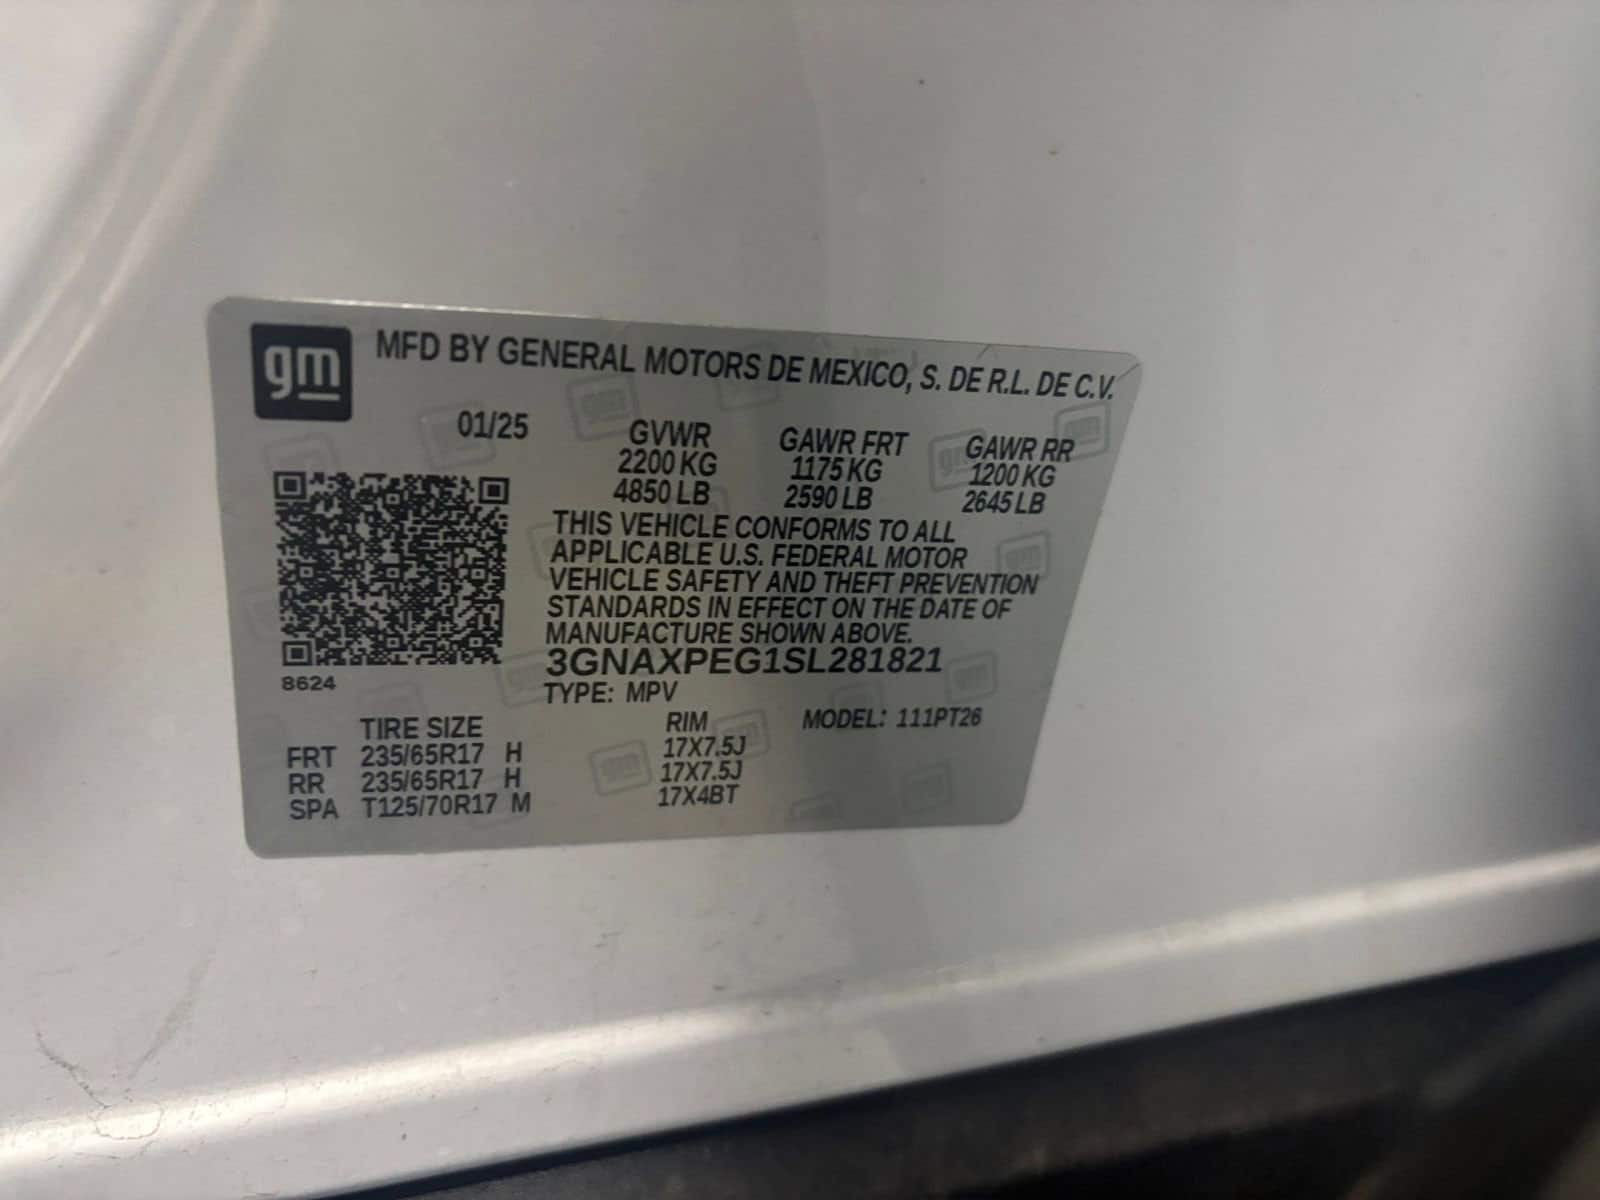 gm
MFD BY GENERAL MOTORS DE MEXICO, S. DE R.L. DE C.V.
01/25 GVWR GAWR FRT GAWR RR
2200 KG 1175 KG 1200 KG
4850 LB 2590 LB 2645 LB
THIS VEHICLE CONFORMS TO ALL
APPLICABLE U.S. FEDERAL MOTOR
VEHICLE SAFETY AND THEFT PREVENTION
STANDARDS IN EFFECT ON THE DATE OF
MANUFACTURE SHOWN ABOVE.
3GNAXPEG1SL281821
8624
TYPE: MPV
TIRE SIZE RIM MODEL: 111PT26
FRT 235/65R17 H 17X7.5J
RR 235/65R17 H 17X7.5J
SPA T125/70R17 M 17X4BT